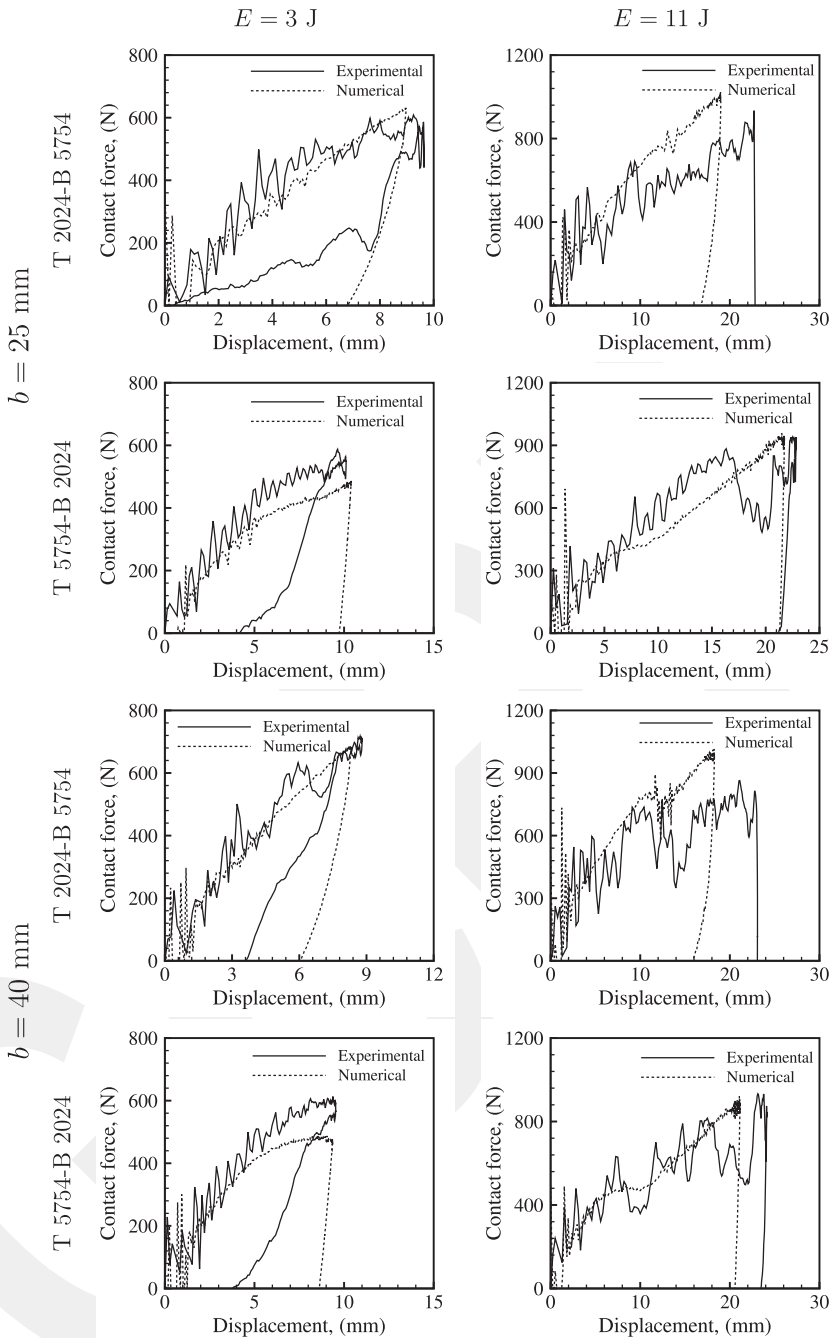 E = 3 J
E = 11 J
b = 25 mm
T 2024-B 5754
800
600
400
200
0
Contact force, (N)
Experimental
Numerical
0 2 4 6 8 10
Displacement, (mm)
1200
800
400
0
Contact force, (N)
Experimental
Numerical
0 10 20 30
Displacement, (mm)
T 5754-B 2024
800
600
400
200
0
Contact force, (N)
Experimental
Numerical
0 5 10 15
Displacement, (mm)
1200
900
600
300
0
Contact force, (N)
Experimental
Numerical
0 5 10 15 20 25
Displacement, (mm)
b = 40 mm
T 2024-B 5754
800
600
400
200
0
Contact force, (N)
Experimental
Numerical
3 6 9 12
Displacement, (mm)
1200
900
600
300
0
Contact force, (N)
Experimental
Numerical
0 10 20 30
Displacement, (mm)
T 5754-B 2024
800
600
400
200
0
Contact force, (N)
Experimental
Numerical
0 5 10 15
Displacement, (mm)
1200
800
400
0
Contact force, (N)
Experimental
Numerical
0 10 20 30
Displacement, (mm)